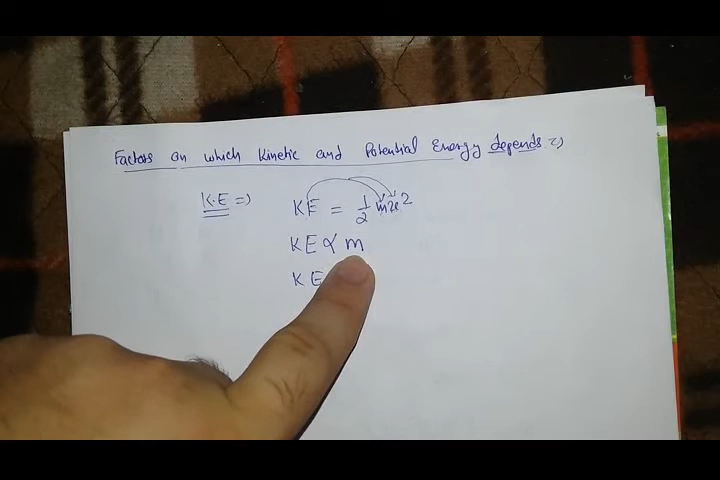 Factors on which Kinetic and Potential Energy depends =>
K.E => KE = 1/2 mv²
KE ∝ m
KE